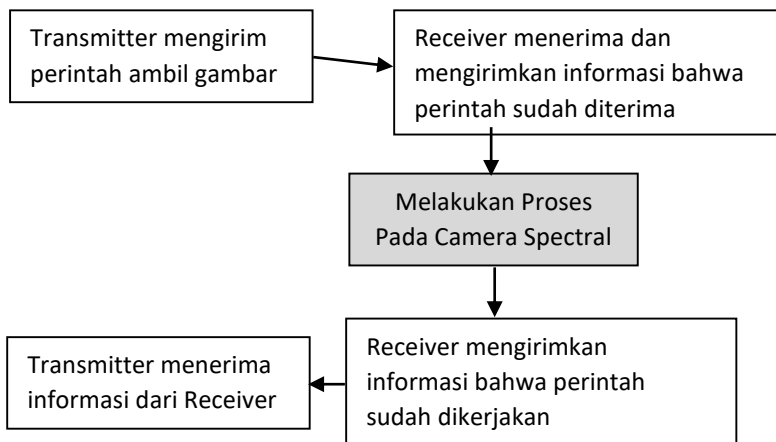 Transmitter mengirim
perintah ambil gambar
Receiver menerima dan
mengirimkan informasi bahwa
perintah sudah diterima
Melakukan Proses
Pada Camera Spectral
Receiver mengirimkan
informasi bahwa perintah
sudah dikerjakan
Transmitter menerima
informasi dari Receiver